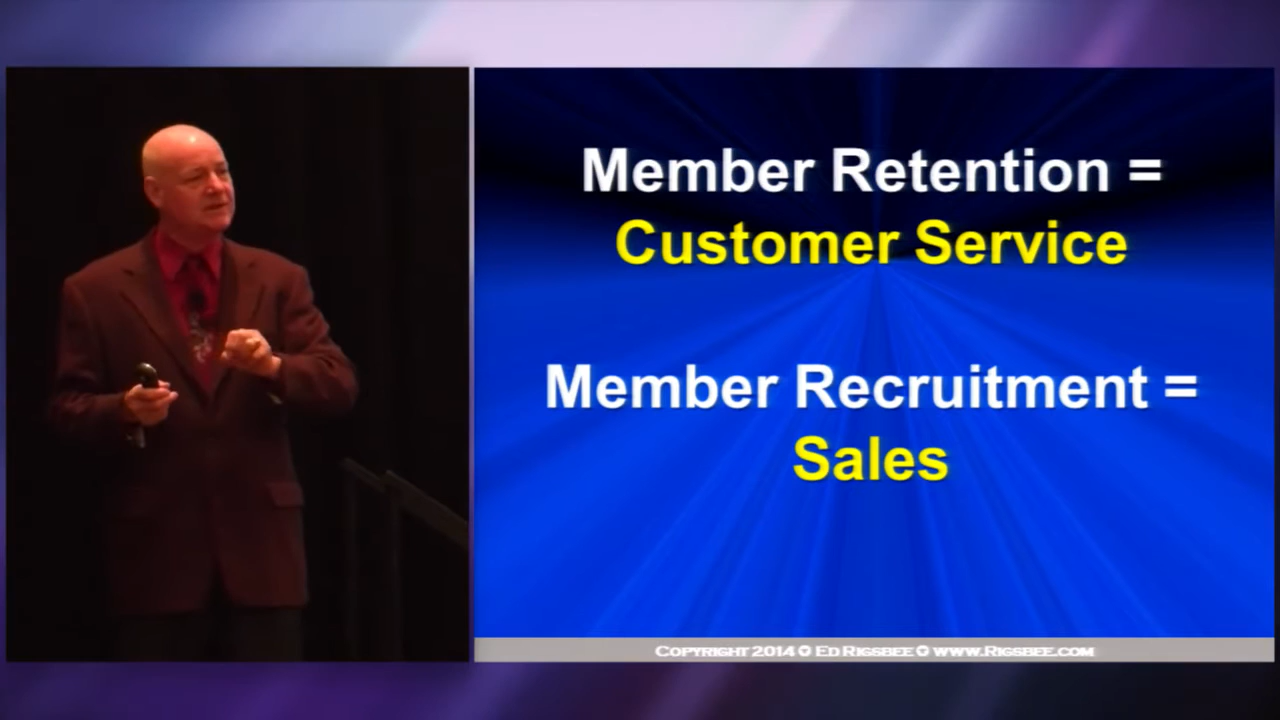 Member Retention =
Customer Service
Member Recruitment =
Sales
Copyright 2014 ✪ Ed Rigsbee ✪ www.Rigsbee.com